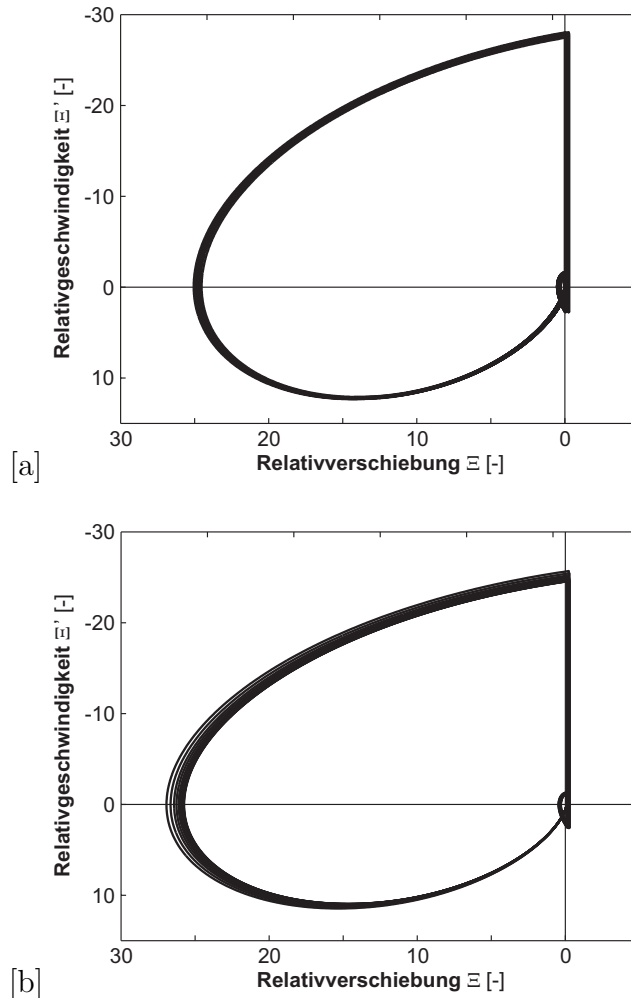 -30
-20
-10
0
10
Relativgeschwindigkeit Ξ' [-]
30 20 10 0
Relativverschiebung Ξ [-]
[a]
-30
-20
-10
0
10
Relativgeschwindigkeit Ξ' [-]
30 20 10 0
Relativverschiebung Ξ [-]
[b]